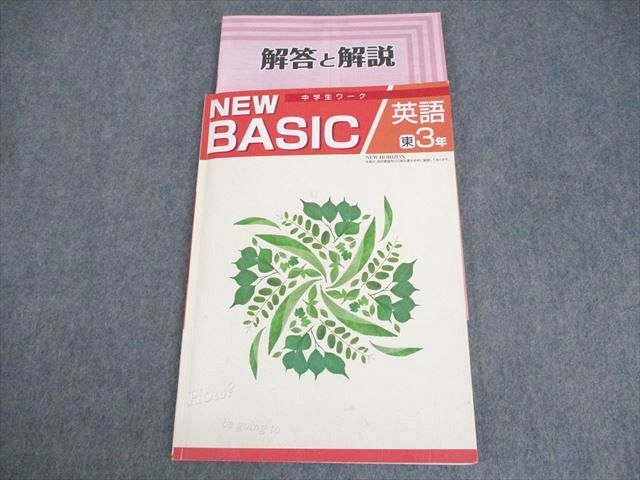 解答と解説
中学生ワーク
NEW
BASIC
英語
東 3年
NEW HORIZON
How?
be going to